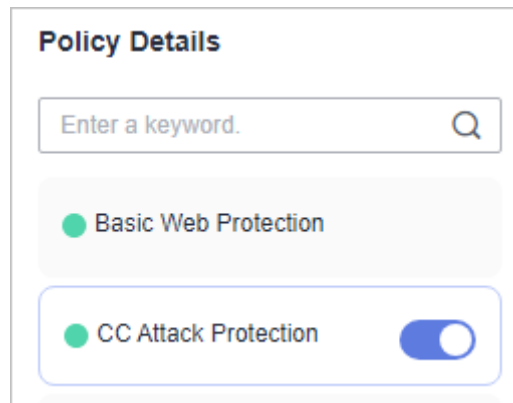 Policy Details
Enter a keyword.
Basic Web Protection
CC Attack Protection